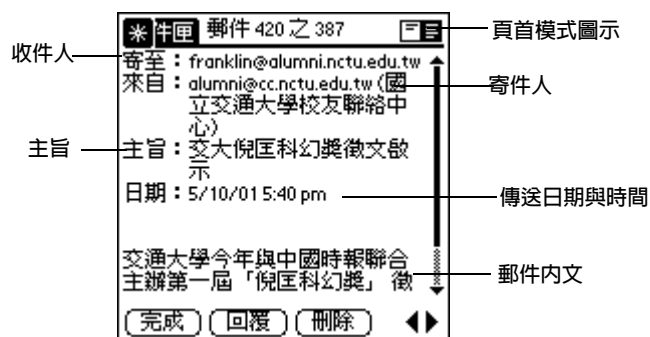 件匣 郵件 420 之 387
頁首模式圖示
收件人
寄至：franklin@alumni.nctu.edu.tw
來自：alumni@cc.nctu.edu.tw (國
立交通大學校友聯絡中
心)
寄件人
主旨
主旨：交大倪匡科幻獎徵文啟
示
日期：5/10/01 5:40 pm
傳送日期與時間
交通大學今年與中國時報聯合
主辦第一屆「倪匡科幻獎」 徵
郵件內文
完成 回覆 刪除